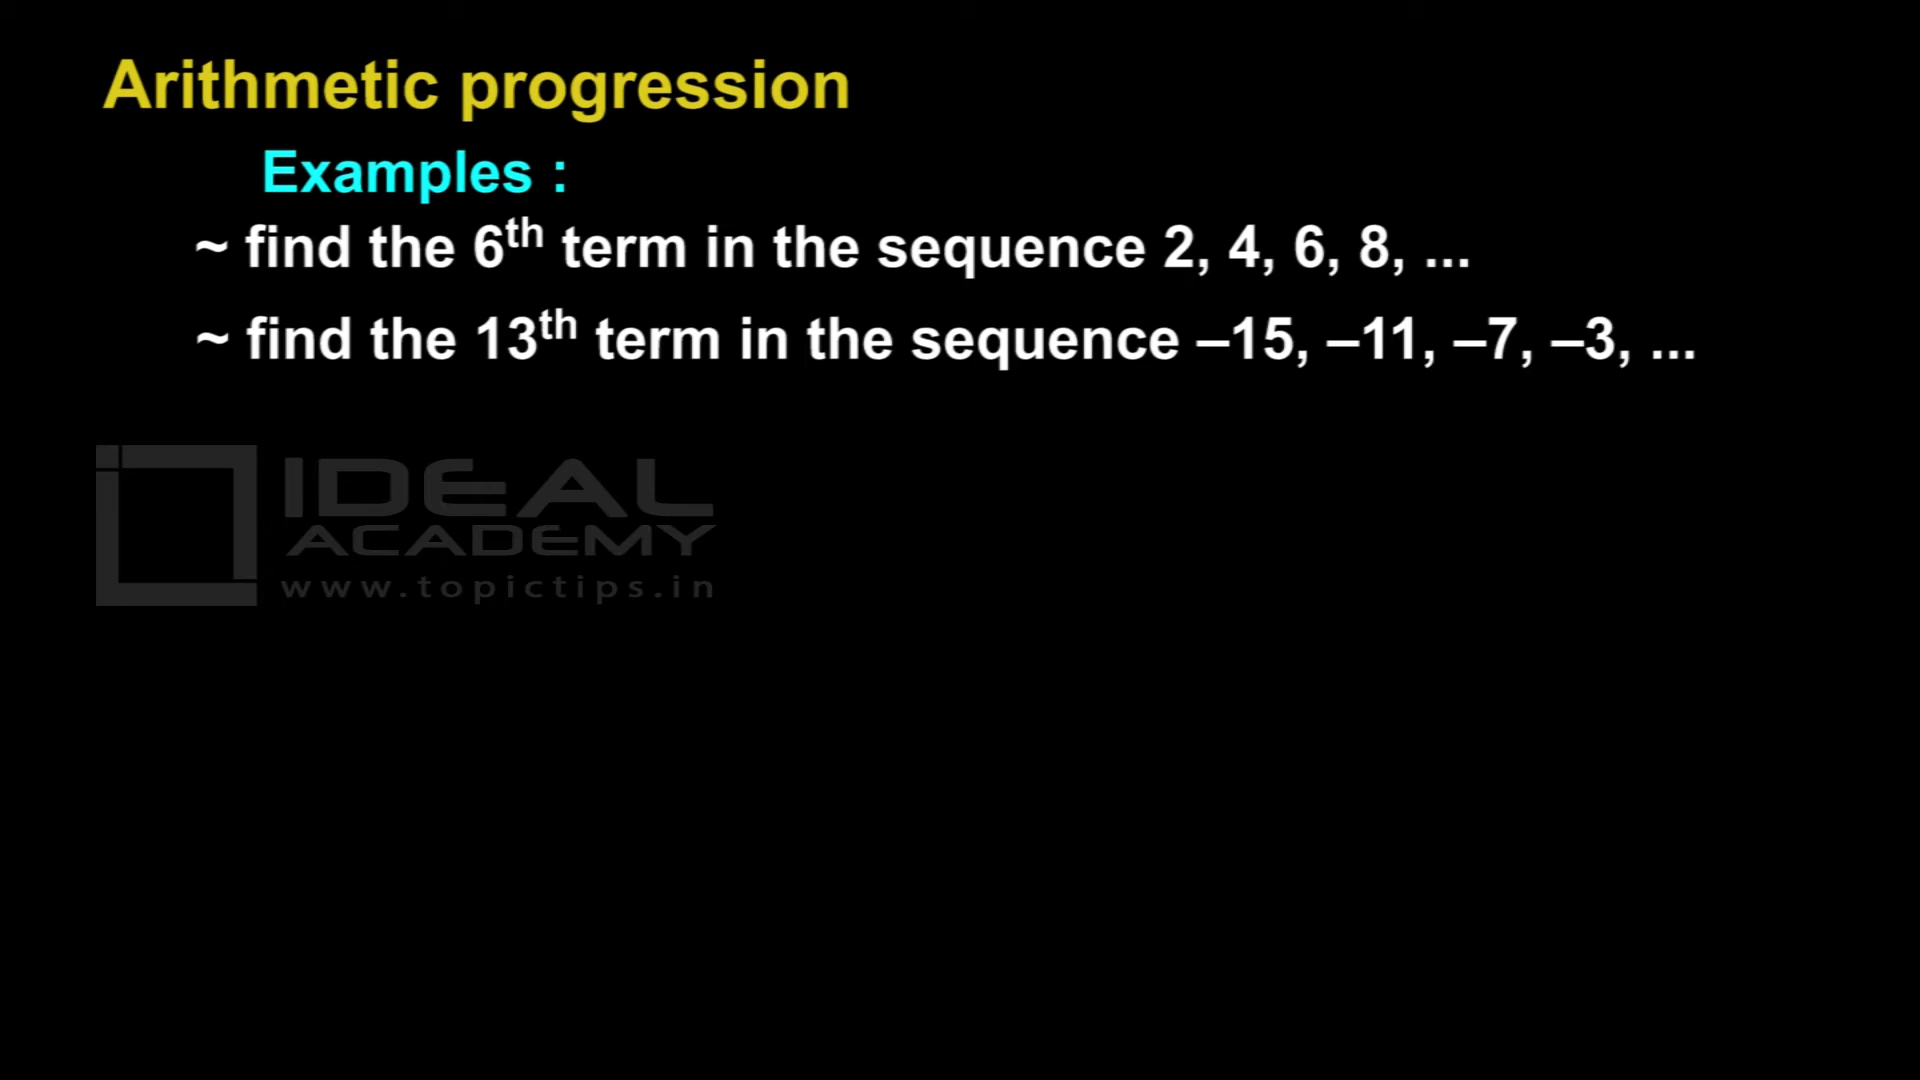 Arithmetic progression
Examples :
~ find the 6th term in the sequence 2, 4, 6, 8, ...
~ find the 13th term in the sequence –15, –11, –7, –3, ...
IDEAL
ACADEMY
www.topictips.in